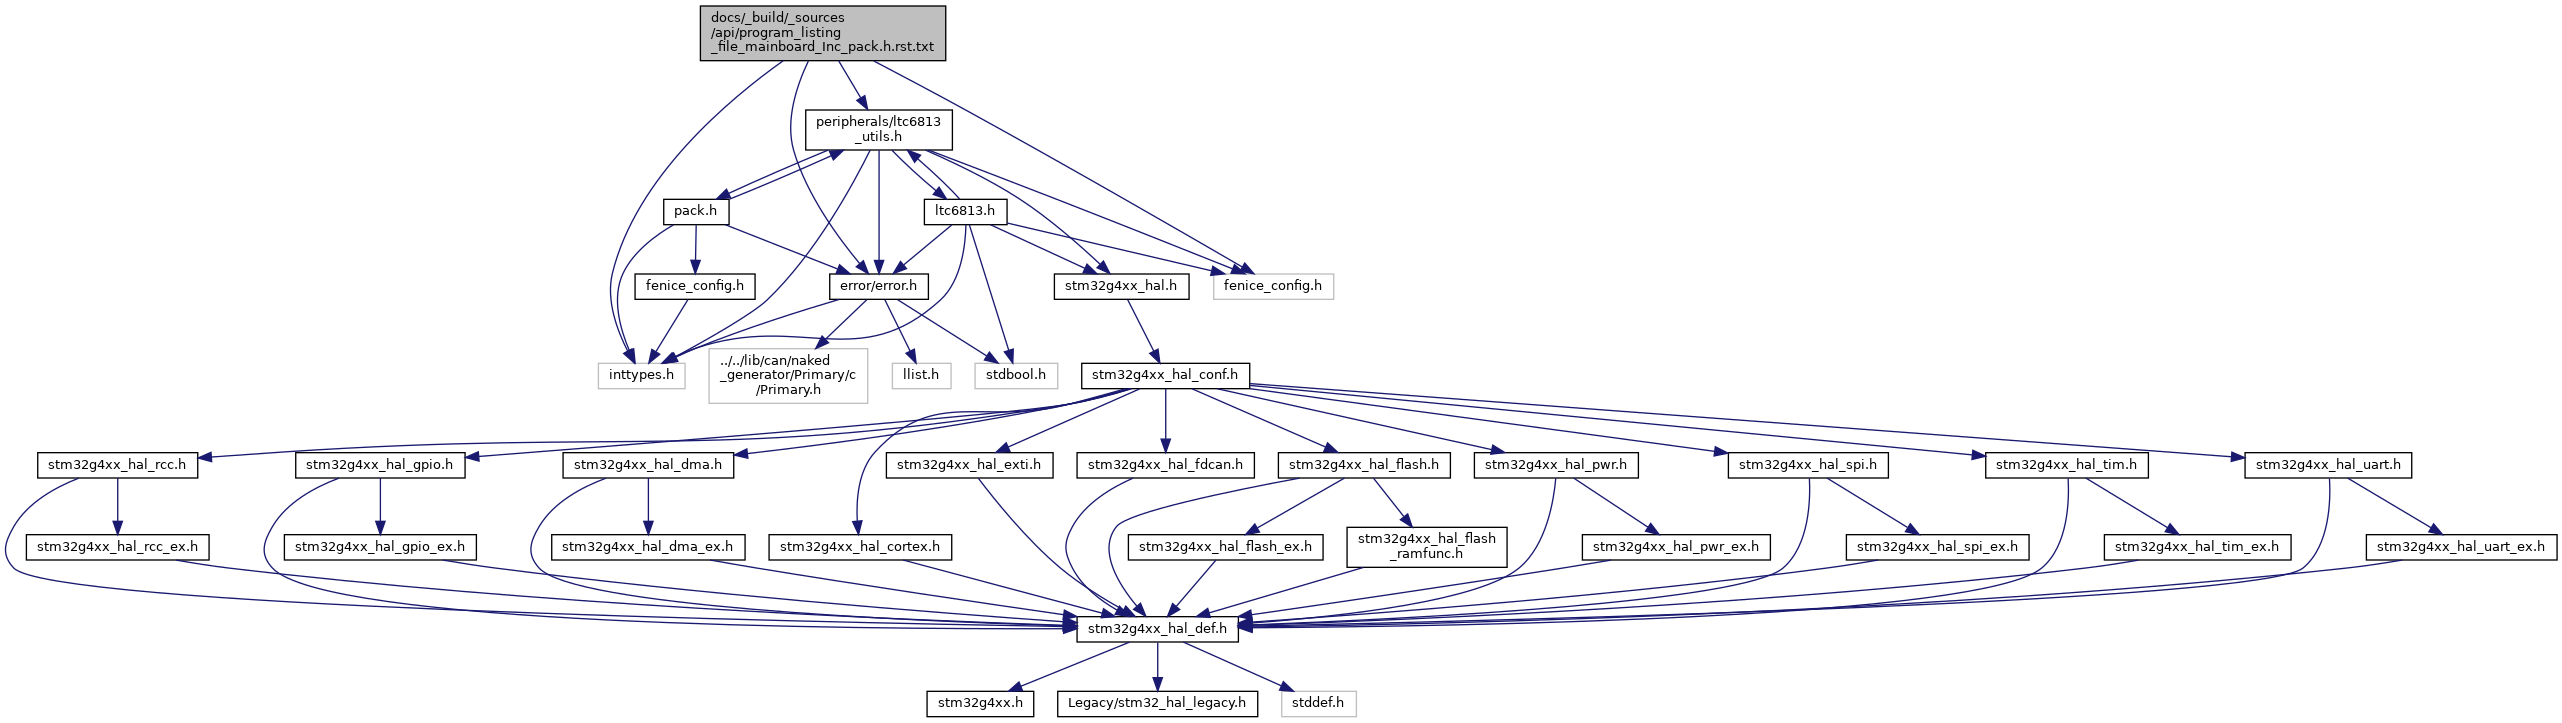 docs/_build/_sources
/api/program_listing
_file_mainboard_Inc_pack.h.rst.txt
peripherals/ltc6813
_utils.h
pack.h
ltc6813.h
fenice_config.h
error/error.h
stm32g4xx_hal.h
fenice_config.h
inttypes.h
../../lib/can/naked
_generator/Primary/c
/Primary.h
llist.h
stdbool.h
stm32g4xx_hal_conf.h
stm32g4xx_hal_rcc.h
stm32g4xx_hal_gpio.h
stm32g4xx_hal_dma.h
stm32g4xx_hal_exti.h
stm32g4xx_hal_fdcan.h
stm32g4xx_hal_flash.h
stm32g4xx_hal_pwr.h
stm32g4xx_hal_spi.h
stm32g4xx_hal_tim.h
stm32g4xx_hal_uart.h
stm32g4xx_hal_rcc_ex.h
stm32g4xx_hal_gpio_ex.h
stm32g4xx_hal_dma_ex.h
stm32g4xx_hal_cortex.h
stm32g4xx_hal_flash_ex.h
stm32g4xx_hal_flash
_ramfunc.h
stm32g4xx_hal_pwr_ex.h
stm32g4xx_hal_spi_ex.h
stm32g4xx_hal_tim_ex.h
stm32g4xx_hal_uart_ex.h
stm32g4xx_hal_def.h
stm32g4xx.h
Legacy/stm32_hal_legacy.h
stddef.h